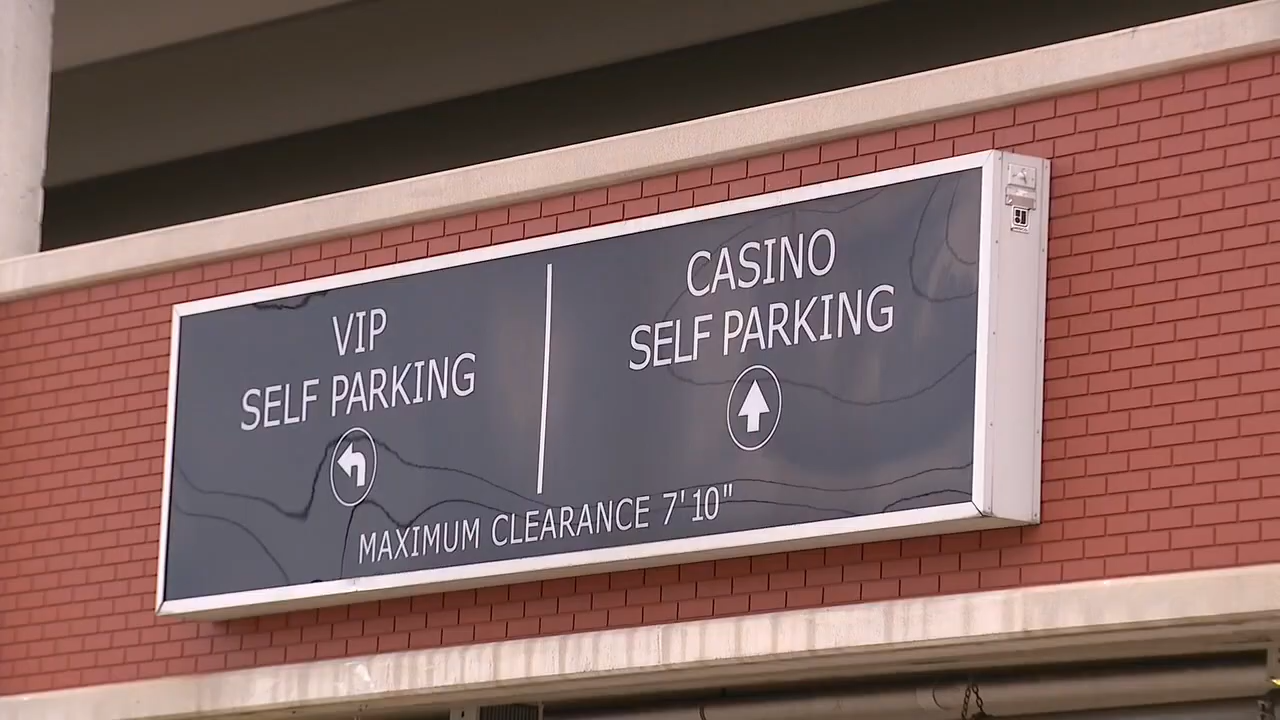 VIP
SELF PARKING
CASINO
SELF PARKING
MAXIMUM CLEARANCE 7'10"